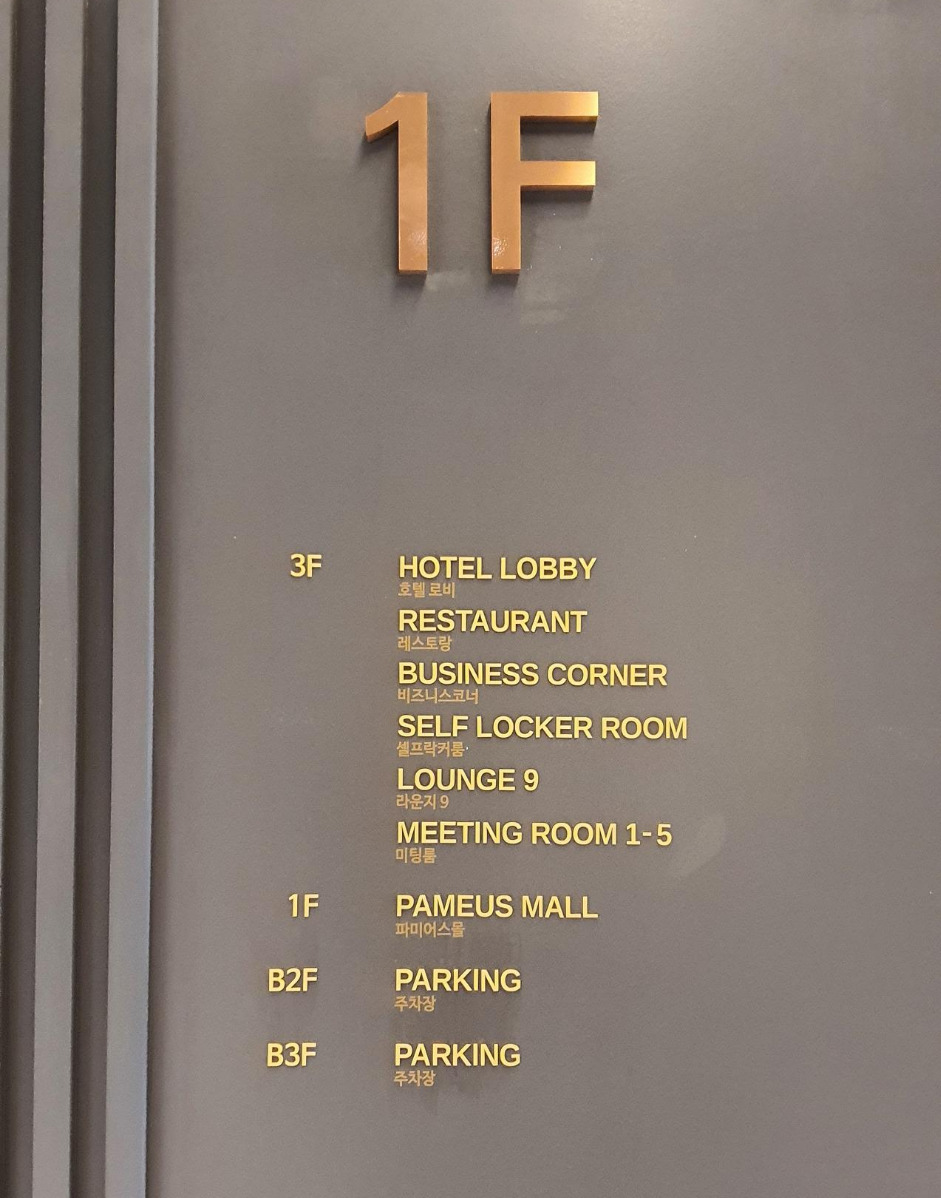 1F
3F HOTEL LOBBY
호텔 로비
RESTAURANT
레스토랑
BUSINESS CORNER
비즈니스코너
SELF LOCKER ROOM
셀프락커룸
LOUNGE 9
라운지 9
MEETING ROOM 1-5
미팅룸
1F PAMEUS MALL
파미어스몰
B2F PARKING
주차장
B3F PARKING
주차장